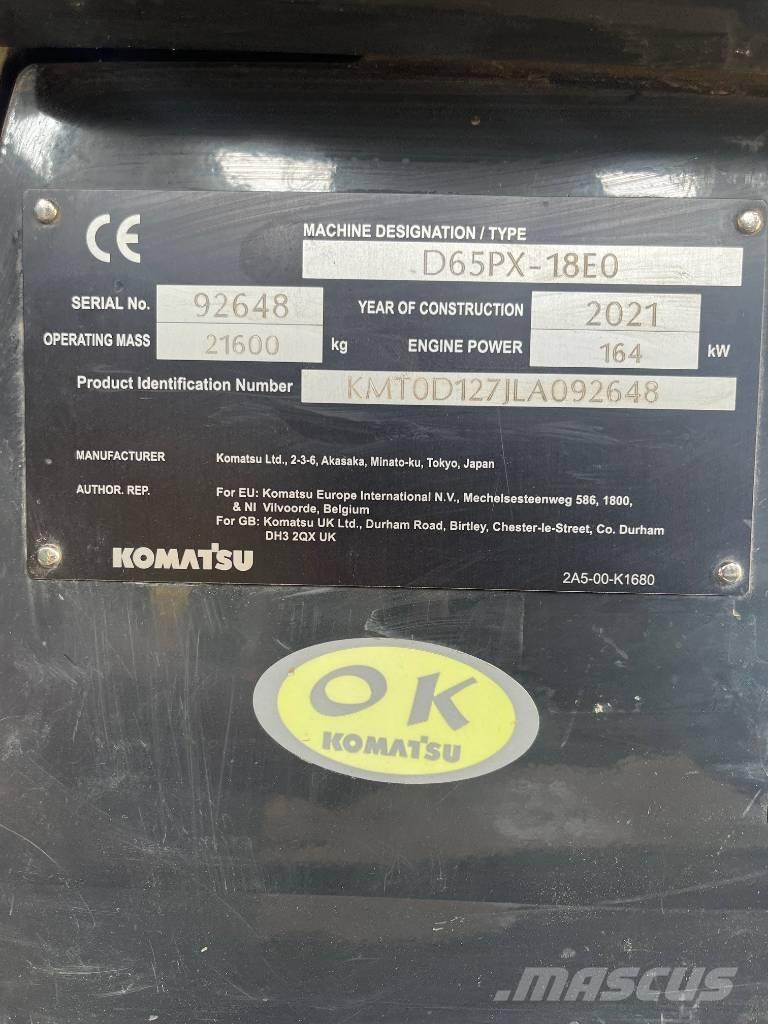 CE
MACHINE DESIGNATION / TYPE
D65PX-18E0
SERIAL No. 92648 YEAR OF CONSTRUCTION 2021
OPERATING MASS 21600 kg ENGINE POWER 164 kW
Product Identification Number KMT0D127JLA092648
MANUFACTURER Komatsu Ltd., 2-3-6, Akasaka, Minato-ku, Tokyo, Japan
AUTHOR. REP. For EU: Komatsu Europe International N.V., Mechelsesteenweg 586, 1800,
& NI Vilvoorde, Belgium
For GB: Komatsu UK Ltd., Durham Road, Birtley, Chester-le-Street, Co. Durham
DH3 2QX UK
KOMATSU
2A5-00-K1680
OK
KOMATSU
MASCUS